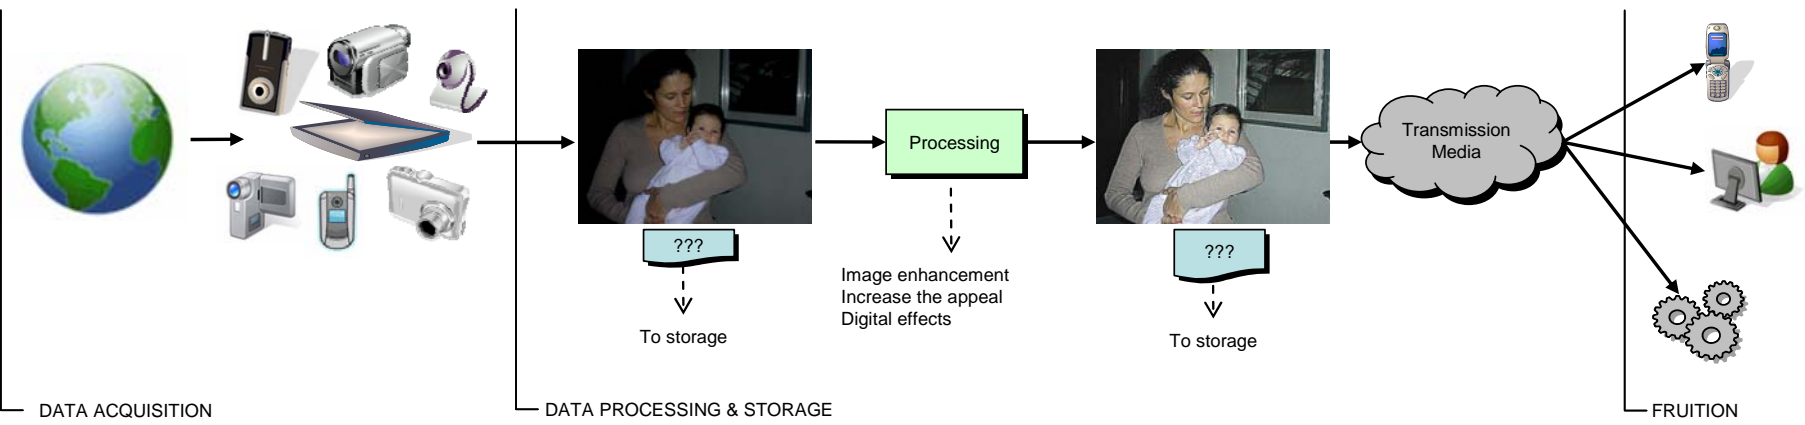 Processing
Transmission
Media
???
???
Image enhancement
Increase the appeal
Digital effects
To storage
To storage
DATA ACQUISITION
DATA PROCESSING & STORAGE
FRUITION